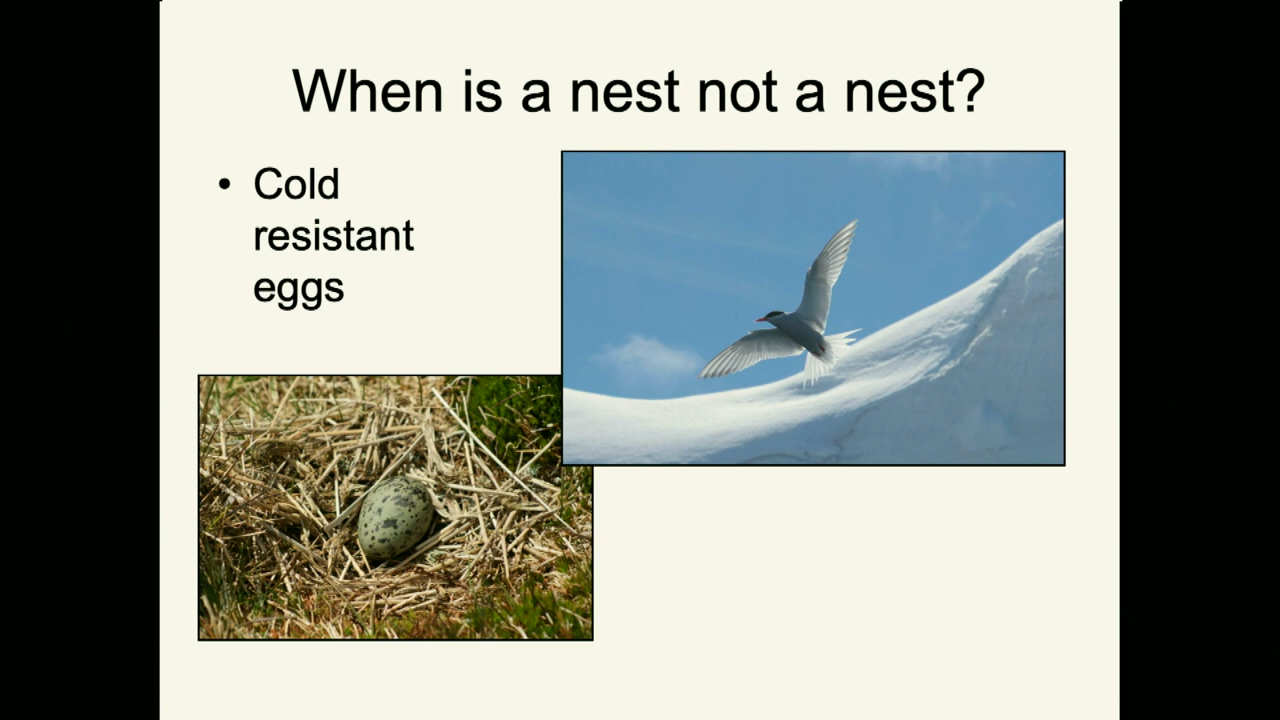 When is a nest not a nest?
• Cold
resistant
eggs